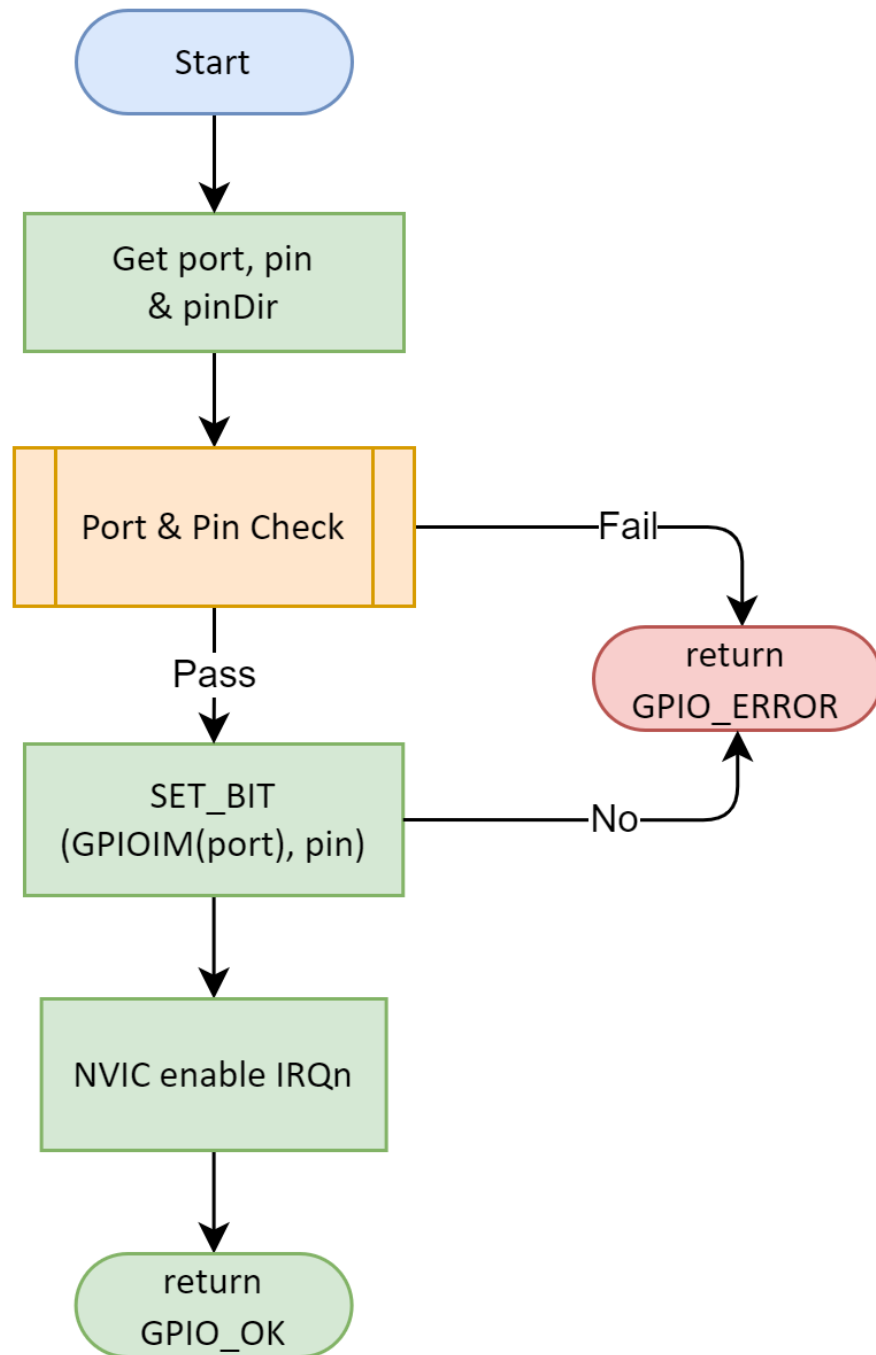 Start
Get port, pin
& pinDir
Port & Pin Check
Fail
Pass
return
GPIO_ERROR
SET_BIT
(GPIOIM(port), pin)
No
NVIC enable IRQn
return
GPIO_OK